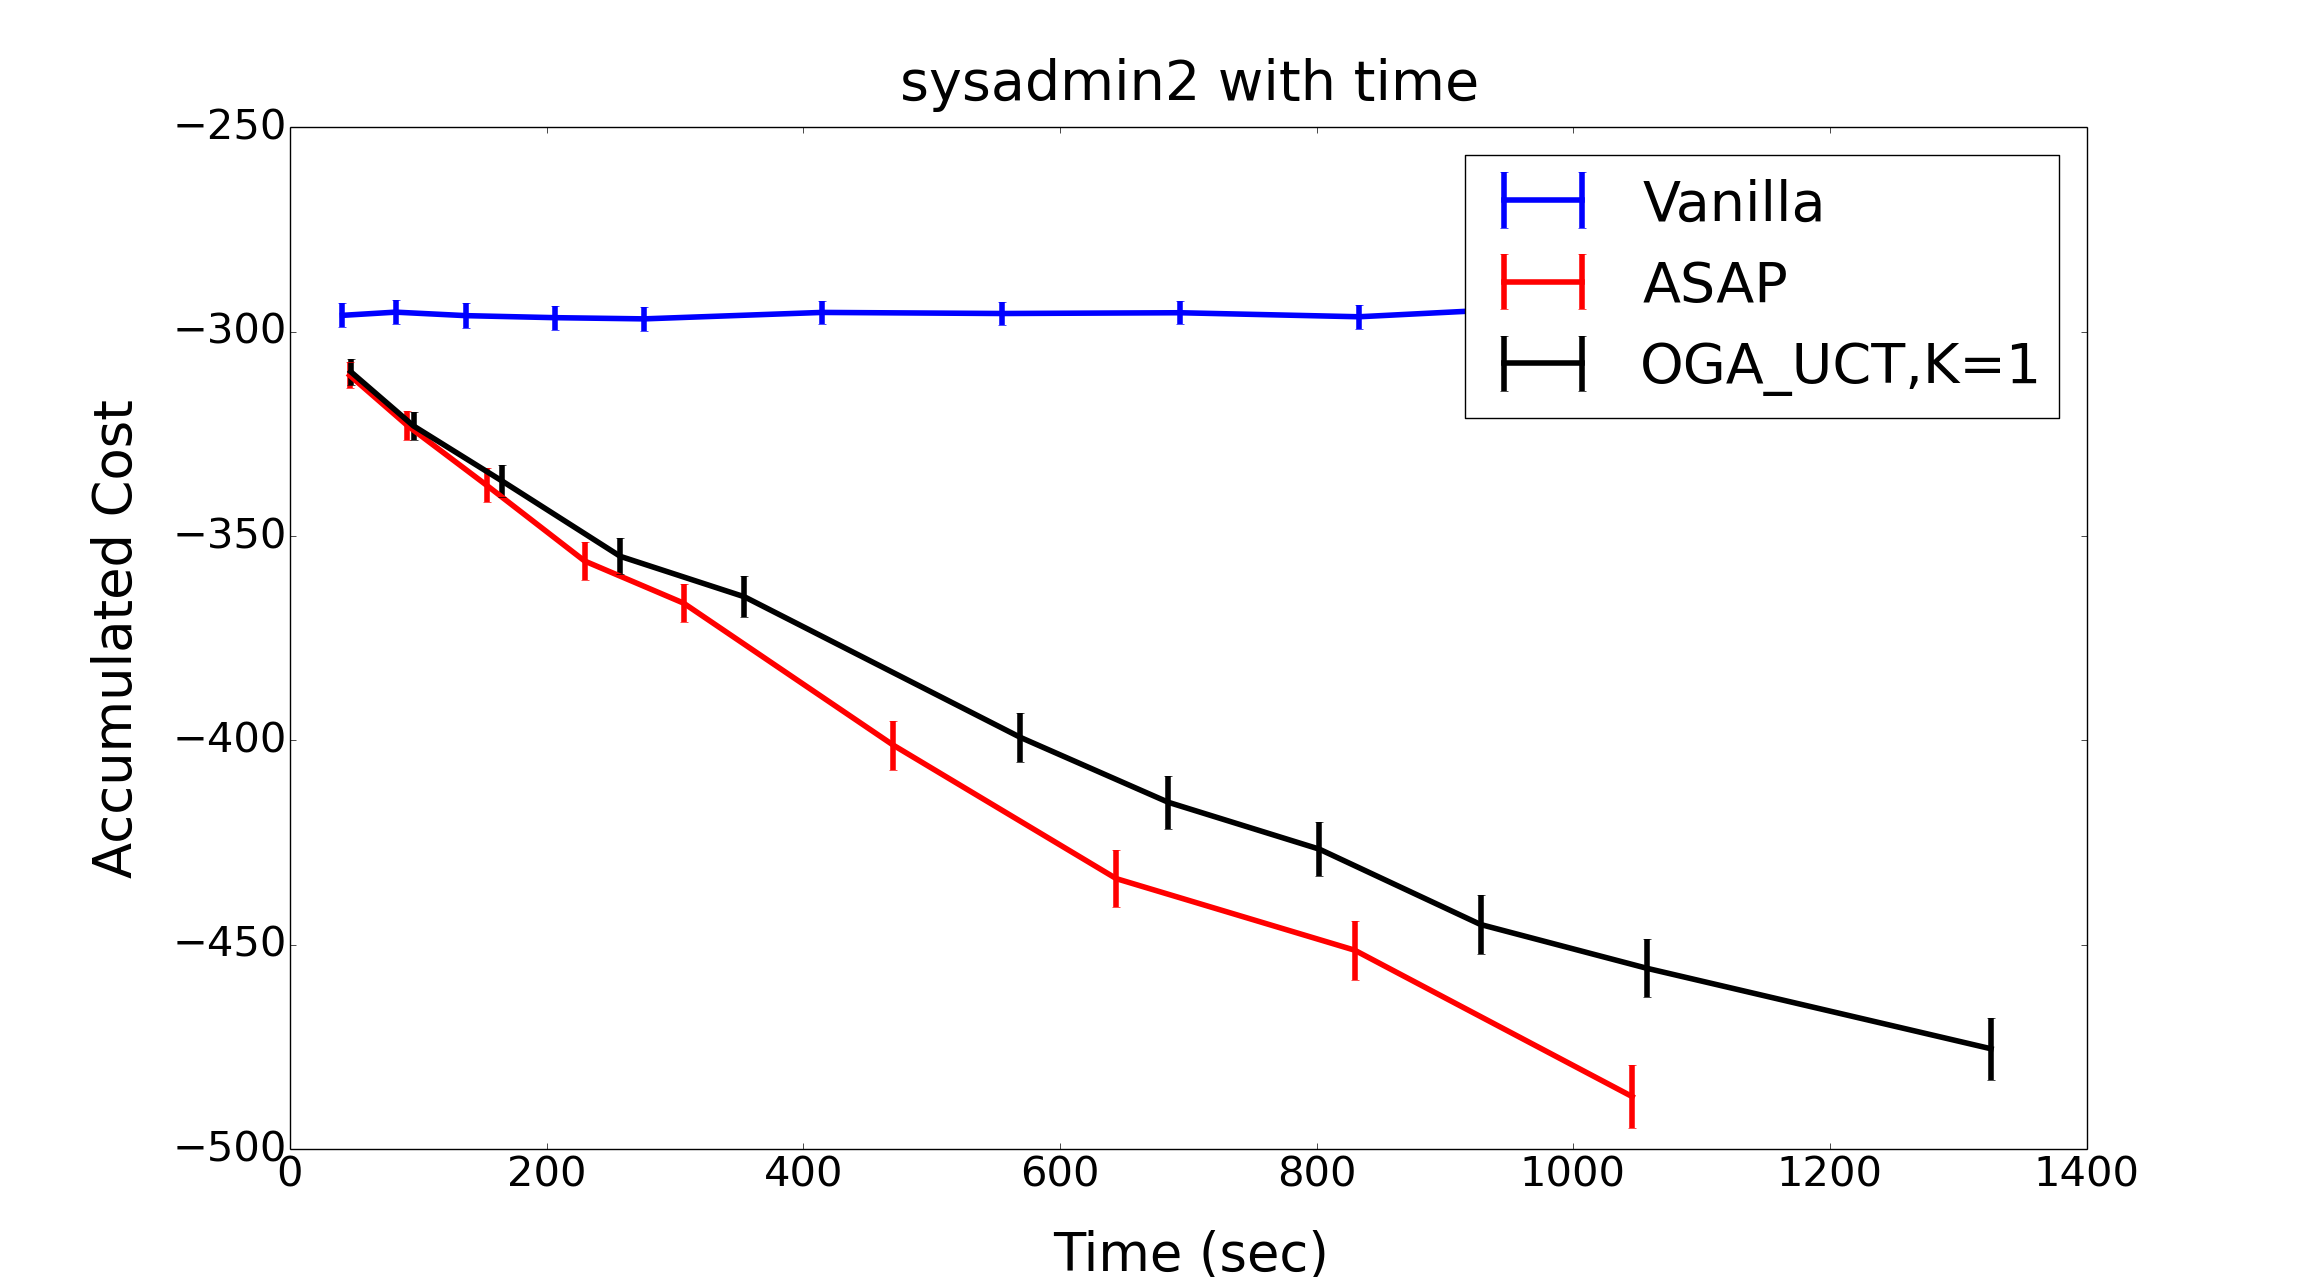 sysadmin2 with time
−250
−300
−350
−400
−450
−500
Accumulated Cost
Vanilla
ASAP
OGA_UCT,K=1
0 200 400 600 800 1000 1200 1400
Time (sec)